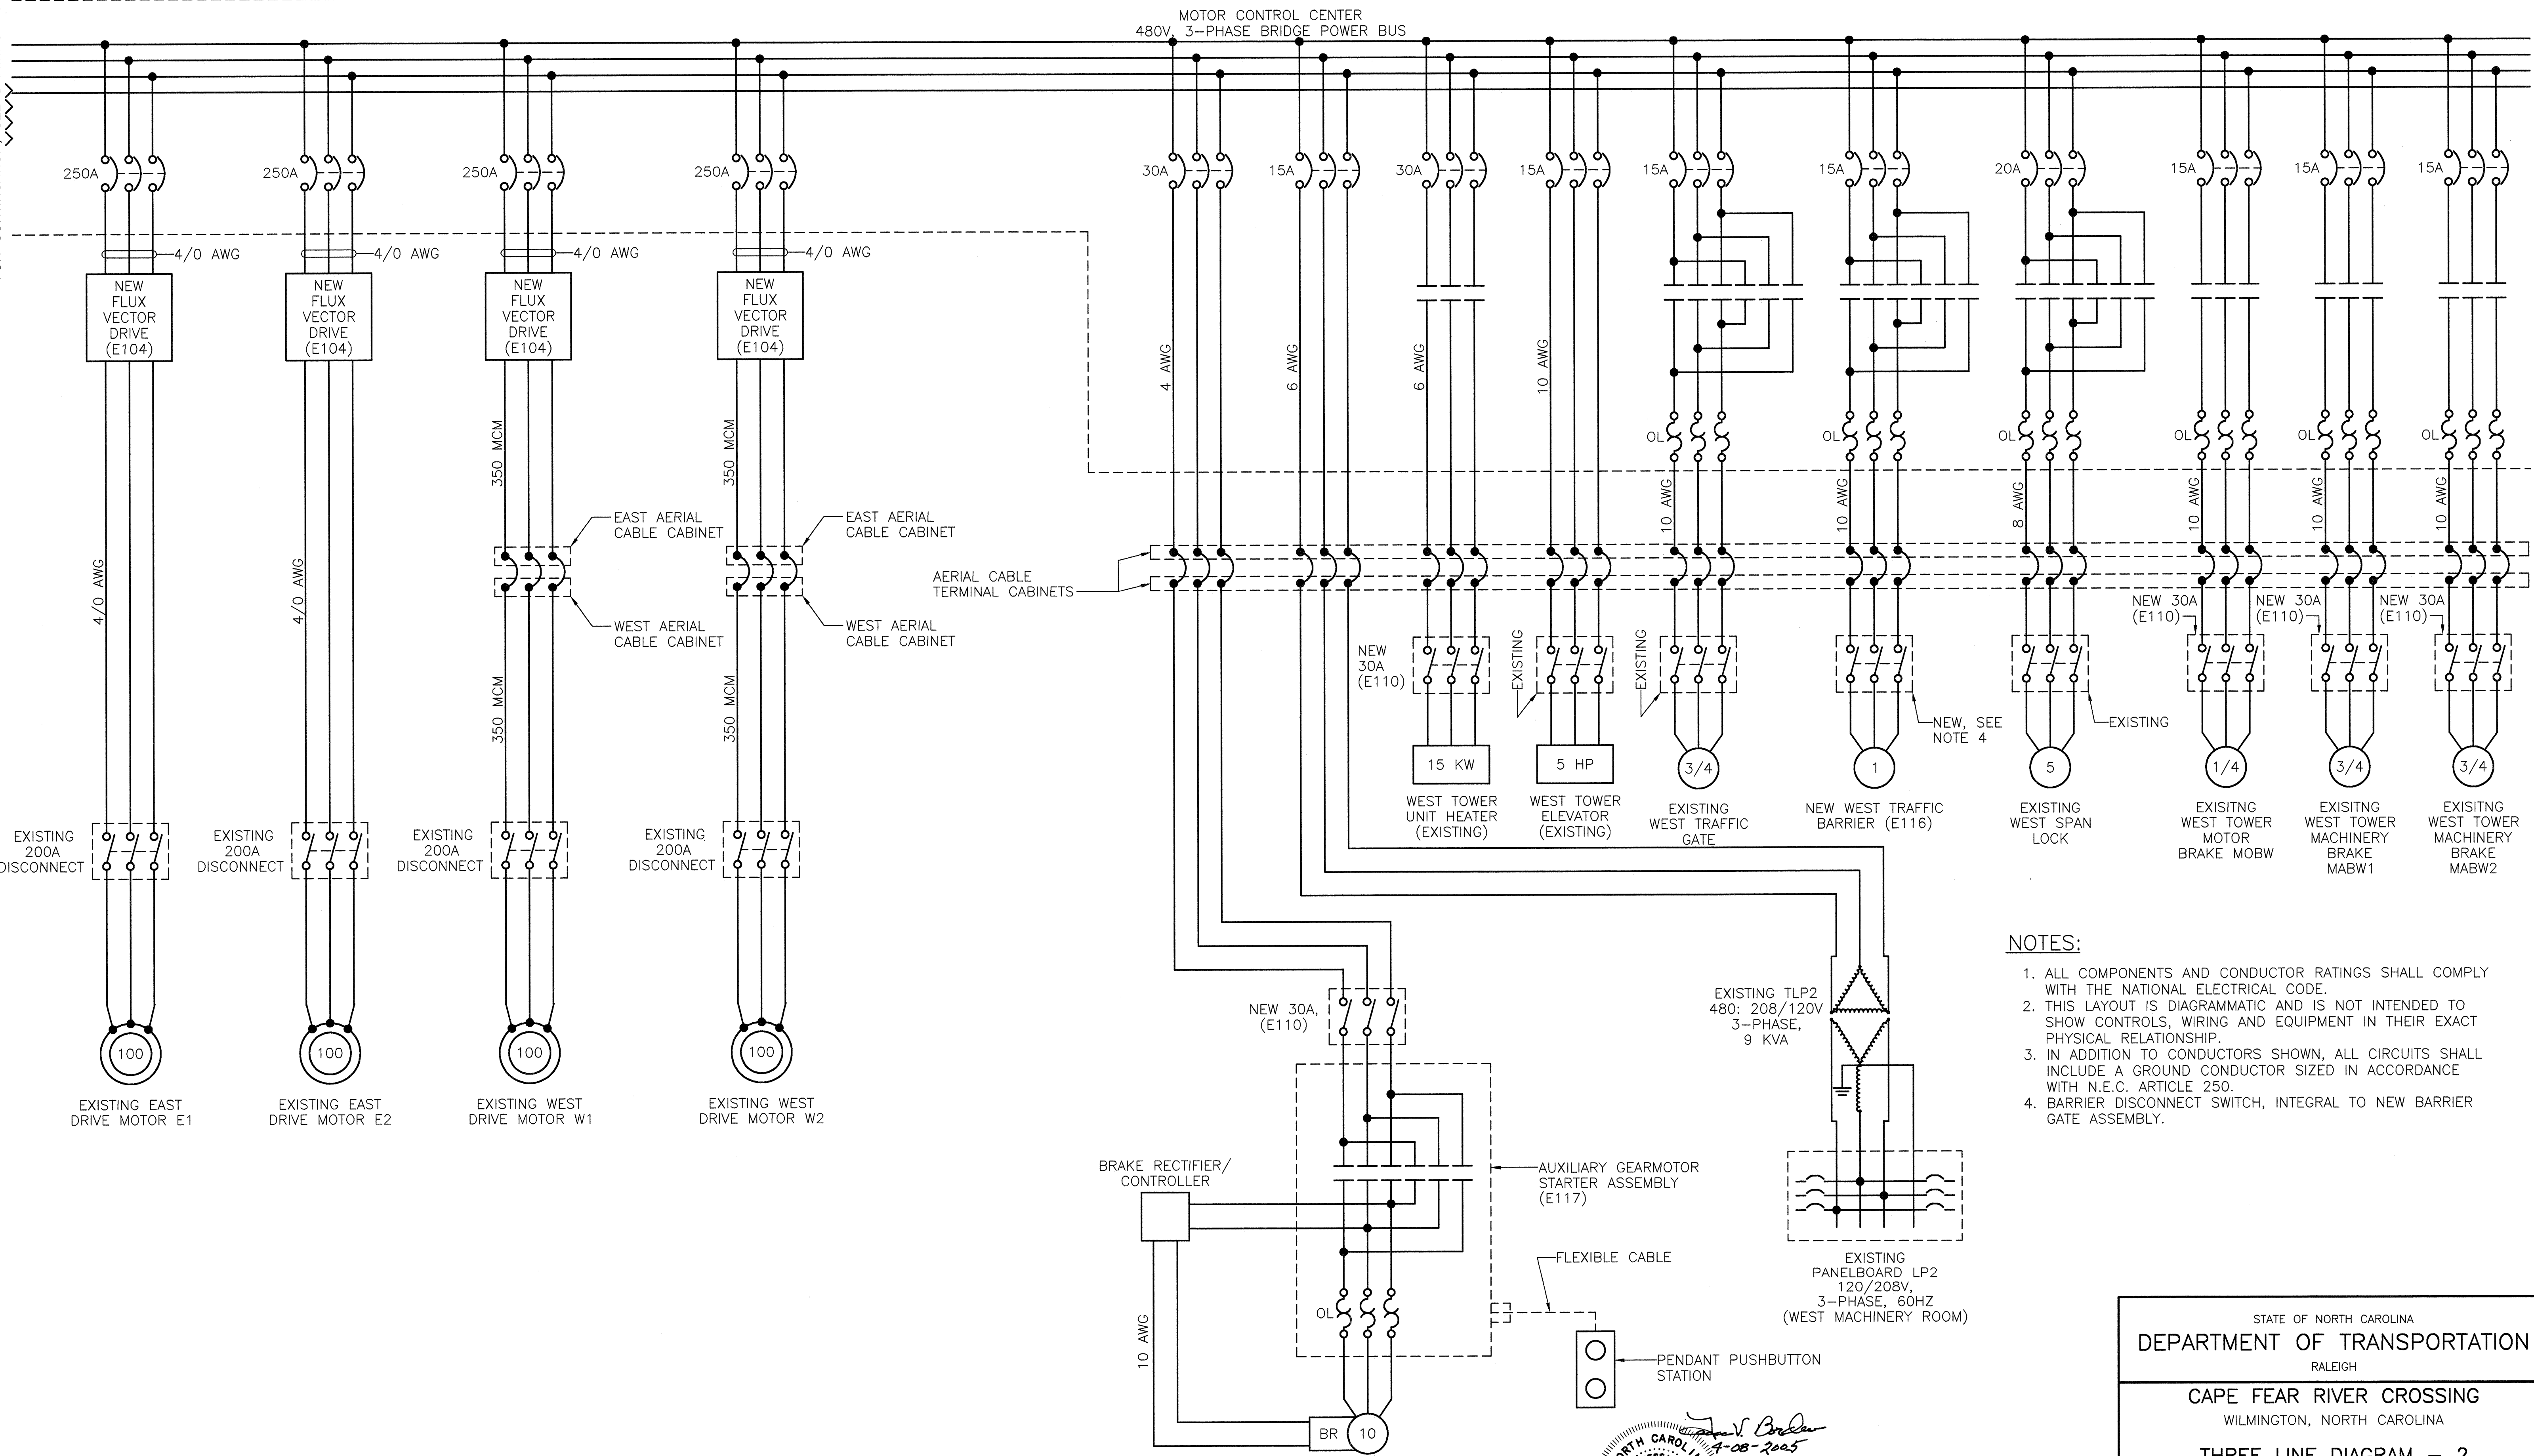 MOTOR CONTROL CENTER
480V, 3-PHASE BRIDGE POWER BUS
250A
250A
250A
250A
30A
15A
30A
15A
15A
15A
20A
15A
15A
15A
4/0 AWG
4/0 AWG
4/0 AWG
4/0 AWG
NEW
FLUX
VECTOR
DRIVE
(E104)
NEW
FLUX
VECTOR
DRIVE
(E104)
NEW
FLUX
VECTOR
DRIVE
(E104)
NEW
FLUX
VECTOR
DRIVE
(E104)
4 AWG
6 AWG
6 AWG
10 AWG
350 MCM
350 MCM
OL
OL
OL
OL
OL
OL
10 AWG
10 AWG
8 AWG
10 AWG
10 AWG
10 AWG
EAST AERIAL
CABLE CABINET
EAST AERIAL
CABLE CABINET
4/0 AWG
4/0 AWG
AERIAL CABLE
TERMINAL CABINETS
WEST AERIAL
CABLE CABINET
WEST AERIAL
CABLE CABINET
350 MCM
350 MCM
NEW
30A
(E110)
EXISTING
EXISTING
NEW, SEE
NOTE 4
EXISTING
NEW 30A
(E110)
NEW 30A
(E110)
NEW 30A
(E110)
15 KW
5 HP
3/4
1
5
1/4
3/4
3/4
WEST TOWER
UNIT HEATER
(EXISTING)
WEST TOWER
ELEVATOR
(EXISTING)
EXISTING
WEST TRAFFIC
GATE
NEW WEST TRAFFIC
BARRIER (E116)
EXISTING
WEST SPAN
LOCK
EXISITNG
WEST TOWER
MOTOR
BRAKE MOBW
EXISITNG
WEST TOWER
MACHINERY
BRAKE
MABW1
EXISITNG
WEST TOWER
MACHINERY
BRAKE
MABW2
EXISTING
200A
DISCONNECT
EXISTING
200A
DISCONNECT
EXISTING
200A
DISCONNECT
EXISTING
200A
DISCONNECT
100
100
100
100
EXISTING EAST
DRIVE MOTOR E1
EXISTING EAST
DRIVE MOTOR E2
EXISTING WEST
DRIVE MOTOR W1
EXISTING WEST
DRIVE MOTOR W2
NEW 30A,
(E110)
EXISTING TLP2
480: 208/120V
3-PHASE,
9 KVA
NOTES:
1. ALL COMPONENTS AND CONDUCTOR RATINGS SHALL COMPLY
WITH THE NATIONAL ELECTRICAL CODE.
2. THIS LAYOUT IS DIAGRAMMATIC AND IS NOT INTENDED TO
SHOW CONTROLS, WIRING AND EQUIPMENT IN THEIR EXACT
PHYSICAL RELATIONSHIP.
3. IN ADDITION TO CONDUCTORS SHOWN, ALL CIRCUITS SHALL
INCLUDE A GROUND CONDUCTOR SIZED IN ACCORDANCE
WITH N.E.C. ARTICLE 250.
4. BARRIER DISCONNECT SWITCH, INTEGRAL TO NEW BARRIER
GATE ASSEMBLY.
BRAKE RECTIFIER/
CONTROLLER
AUXILIARY GEARMOTOR
STARTER ASSEMBLY
(E117)
FLEXIBLE CABLE
EXISTING
PANELBOARD LP2
120/208V,
3-PHASE, 60HZ
(WEST MACHINERY ROOM)
OL
10 AWG
PENDANT PUSHBUTTON
STATION
BR
10
NORTH CAROLI
4-08-2005
STATE OF NORTH CAROLINA
DEPARTMENT OF TRANSPORTATION
RALEIGH
CAPE FEAR RIVER CROSSING
WILMINGTON, NORTH CAROLINA
THREE LINE DIAGRAM - 2